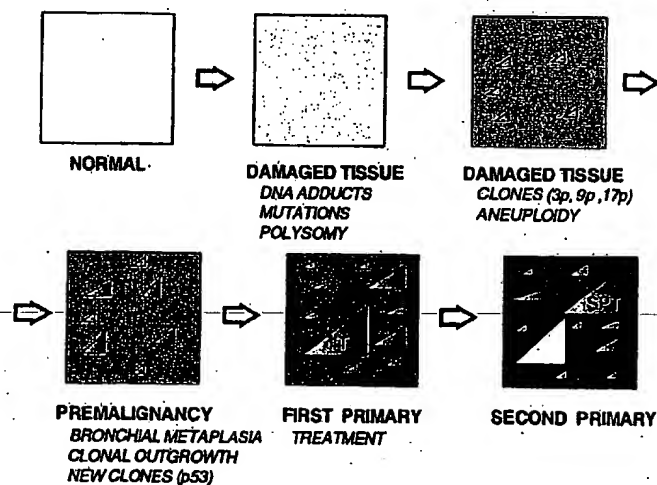 NORMAL
DAMAGED TISSUE
DNA ADDUCTS
MUTATIONS
POLYSOMY
DAMAGED TISSUE
CLONES (3p, 9p ,17p)
ANEUPLOIDY
PREMALIGNANCY
BRONCHIAL METAPLASIA
CLONAL OUTGROWTH
NEW CLONES (p53)
FIRST PRIMARY
TREATMENT
SPT
SECOND PRIMARY